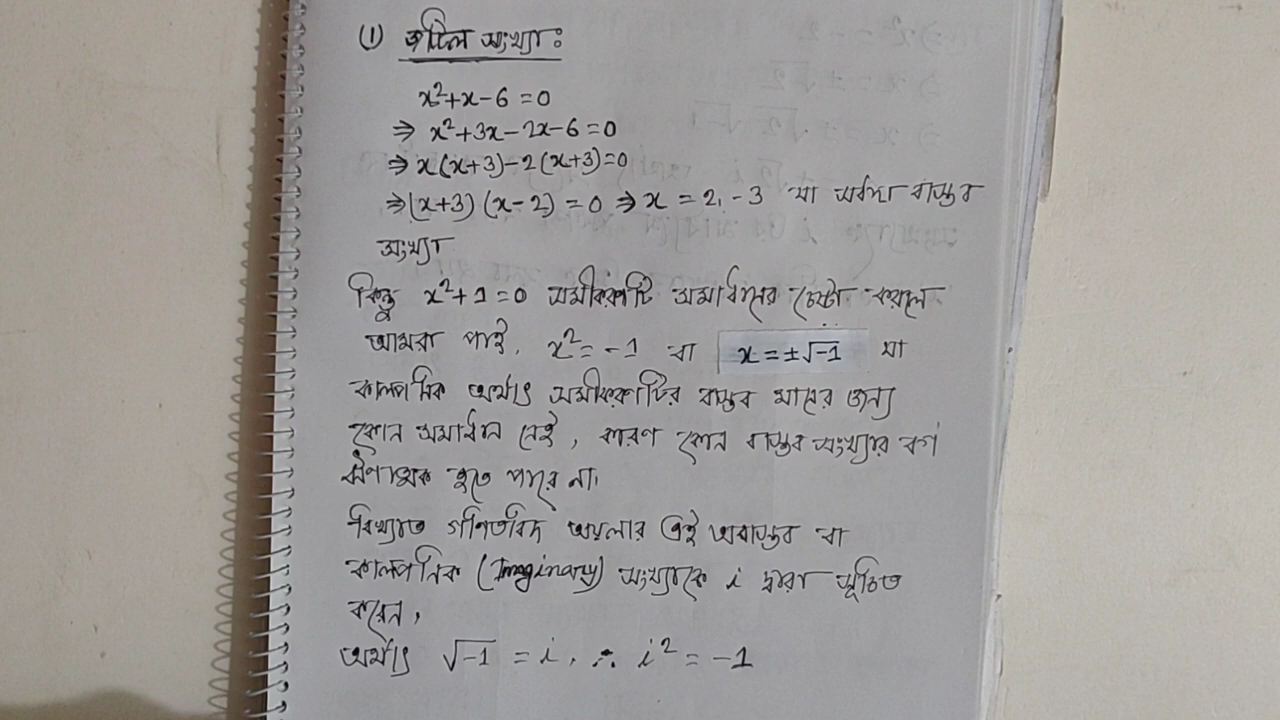 (1) জটিল সংখ্যাঃ
x²+x-6 = 0
⇒ x²+3x-2x-6 = 0
⇒ x(x+3)-2(x+3)=0
⇒(x+3) (x-2) = 0 ⇒ x = 2, -3 যা সর্বদা বাস্তব
সংখ্যা
কিন্তু x²+1=0 সমীকরণটি সমাধানের চেষ্টা করলে
আমরা পাই, x²= -1 বা x = ±√-1 যা
কাল্পনিক অর্থাৎ সমীকরণটির বাস্তব মানের জন্য
কোন সমাধান নেই, কারণ কোন বাস্তব সংখ্যার বর্গ
ঋণাত্মক হতে পারে না।
বিখ্যাত গণিতবিদ অয়লার এই অবাস্তব বা
কাল্পনিক (Imaginary) সংখ্যাকে i দ্বারা সূচিত
করেন,
অর্থাৎ √-1 = i, ∴ i² = -1